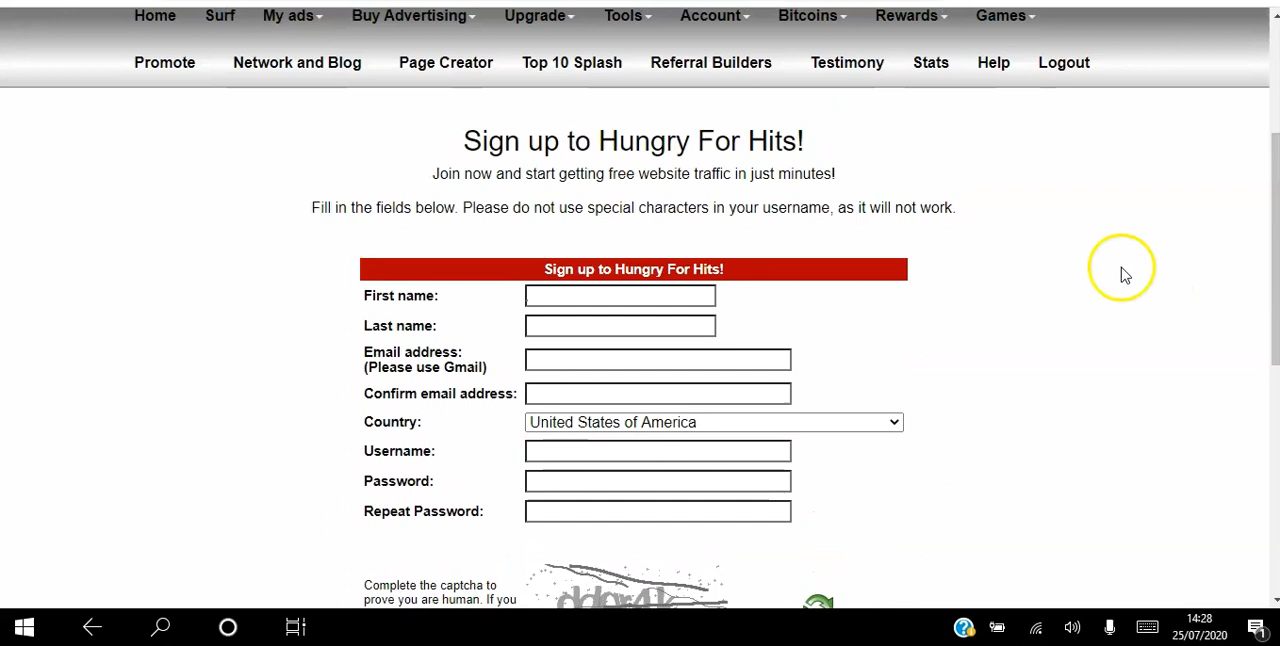 Home Surf My ads Buy Advertising Upgrade Tools Account Bitcoins Rewards Games
Promote Network and Blog Page Creator Top 10 Splash Referral Builders Testimony Stats Help Logout
Sign up to Hungry For Hits!
Join now and start getting free website traffic in just minutes!
Fill in the fields below. Please do not use special characters in your username, as it will not work.
Sign up to Hungry For Hits!
First name:
Last name:
Email address:
(Please use Gmail)
Confirm email address:
Country: United States of America
Username:
Password:
Repeat Password:
Complete the captcha to
prove you are human. If you
14:28
25/07/2020
1